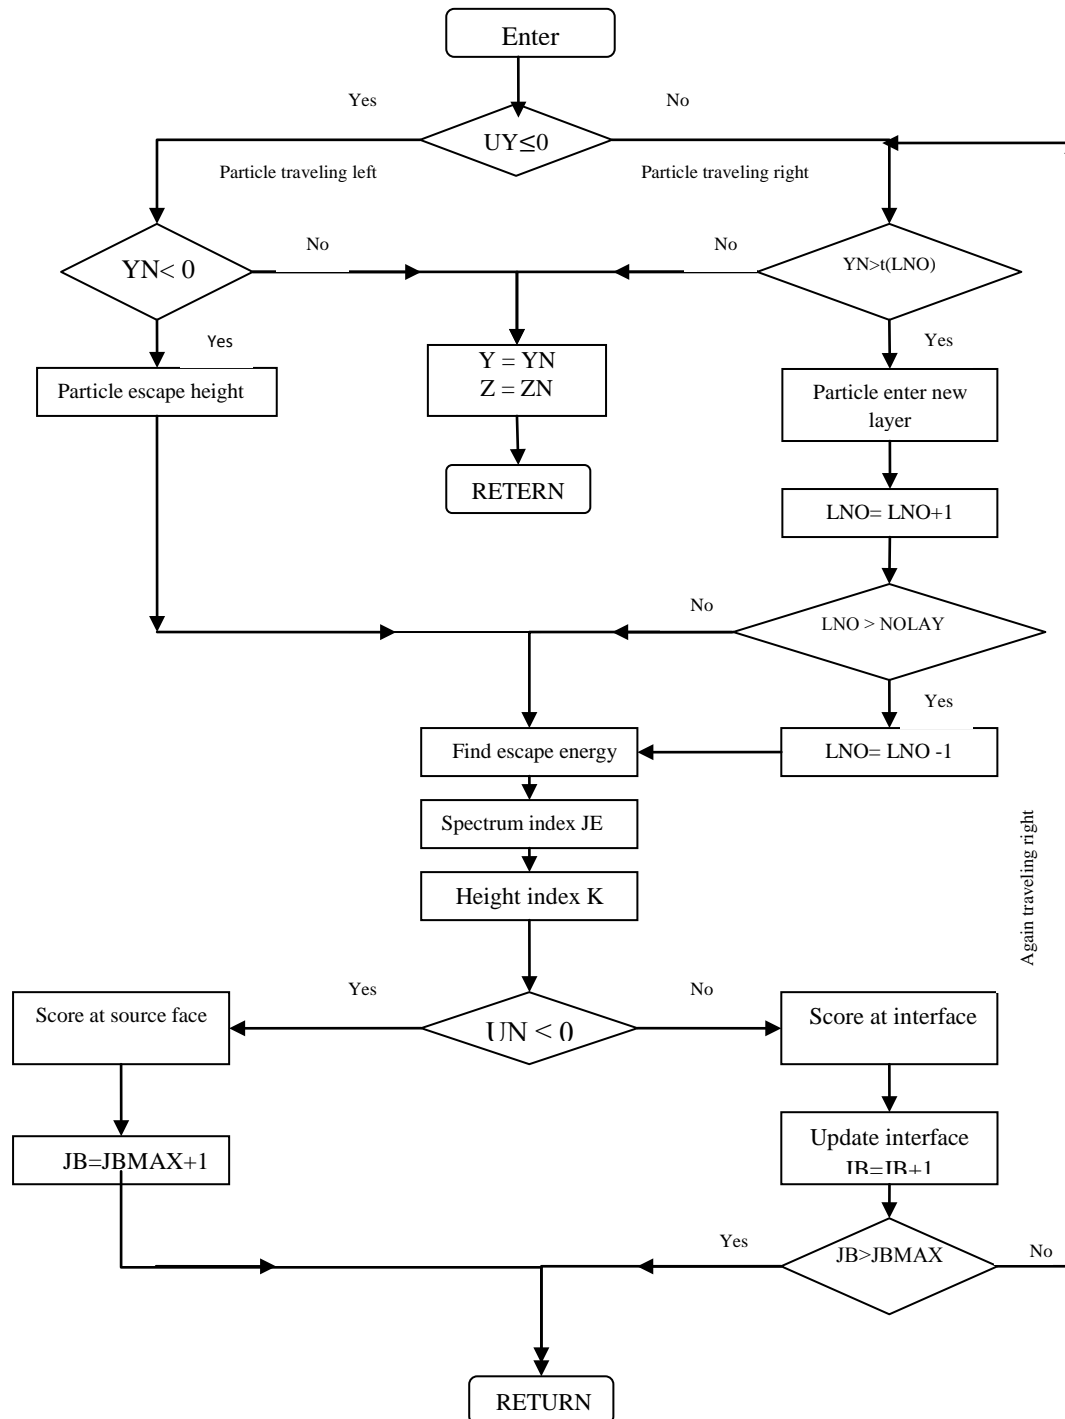 Enter
Yes
No
UY≤0
Particle traveling left
Particle traveling right
YN< 0
No
No
YN>t(LNO)
Yes
Yes
Y = YN
Z = ZN
Particle escape height
Particle enter new
layer
RETERN
LNO= LNO+1
No
LNO > NOLAY
Yes
Find escape energy
LNO= LNO -1
Spectrum index JE
Height index K
Again traveling right
Yes
No
Score at source face
UN < 0
Score at interface
JB=JBMAX+1
Update interface
JB=JB+1
Yes
JB>JBMAX
No
RETURN